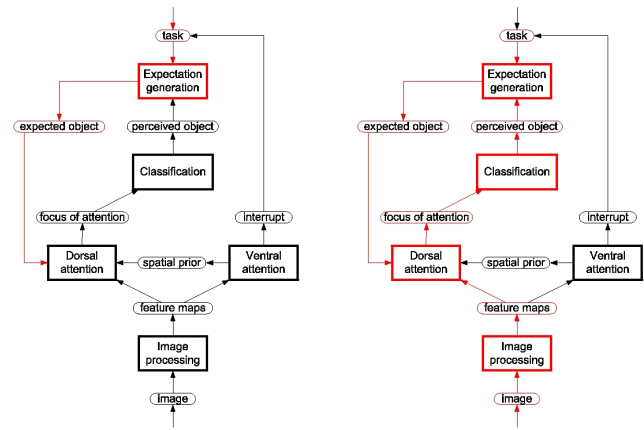 task
Expectation
generation
expected object
perceived object
Classification
focus of attention
interrupt
Dorsal
attention
spatial prior
Ventral
attention
feature maps
Image
processing
image
task
Expectation
generation
expected object
perceived object
Classification
focus of attention
interrupt
Dorsal
attention
spatial prior
Ventral
attention
feature maps
Image
processing
image